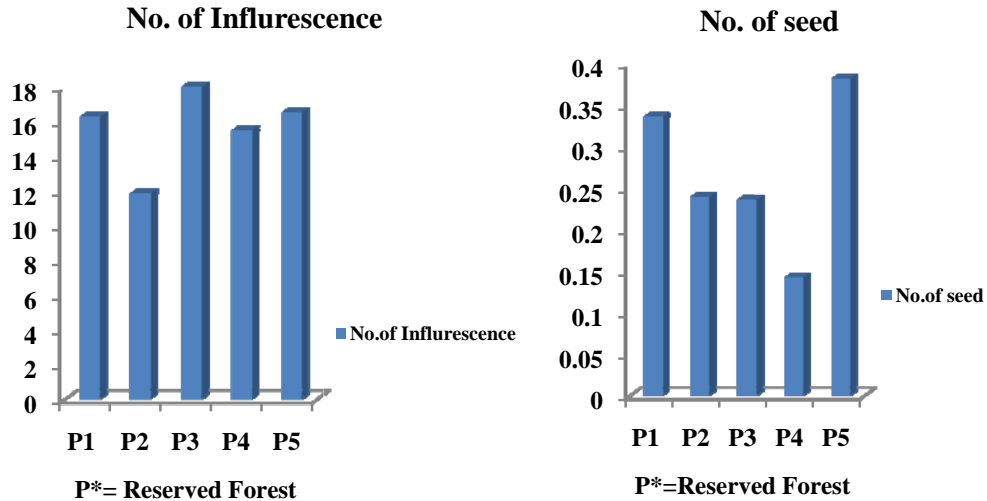 No. of Influrescence
18
16
14
12
10
8
6
4
2
0
P1 P2 P3 P4 P5
No.of Influrescence
P*= Reserved Forest
No. of seed
0.4
0.35
0.3
0.25
0.2
0.15
0.1
0.05
0
P1 P2 P3 P4 P5
No.of seed
P*=Reserved Forest